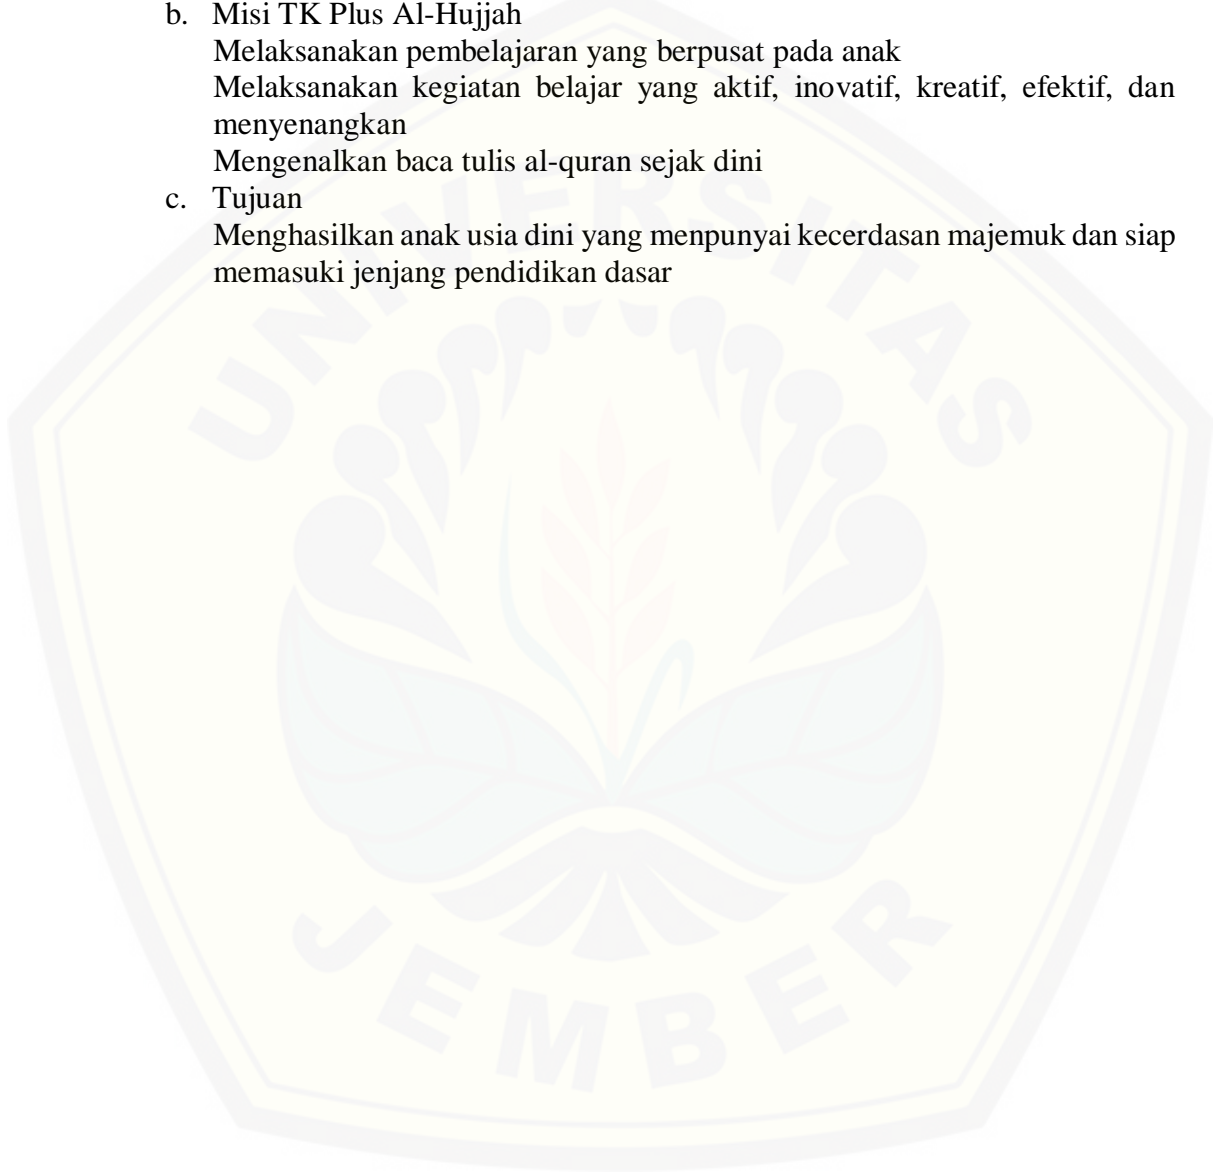 b. Misi TK Plus Al-Hujjah
Melaksanakan pembelajaran yang berpusat pada anak
Melaksanakan kegiatan belajar yang aktif, inovatif, kreatif, efektif, dan
menyenangkan
Mengenalkan baca tulis al-quran sejak dini
c. Tujuan
Menghasilkan anak usia dini yang menpunyai kecerdasan majemuk dan siap
memasuki jenjang pendidikan dasar
UNIVERSITAS
JEMBER